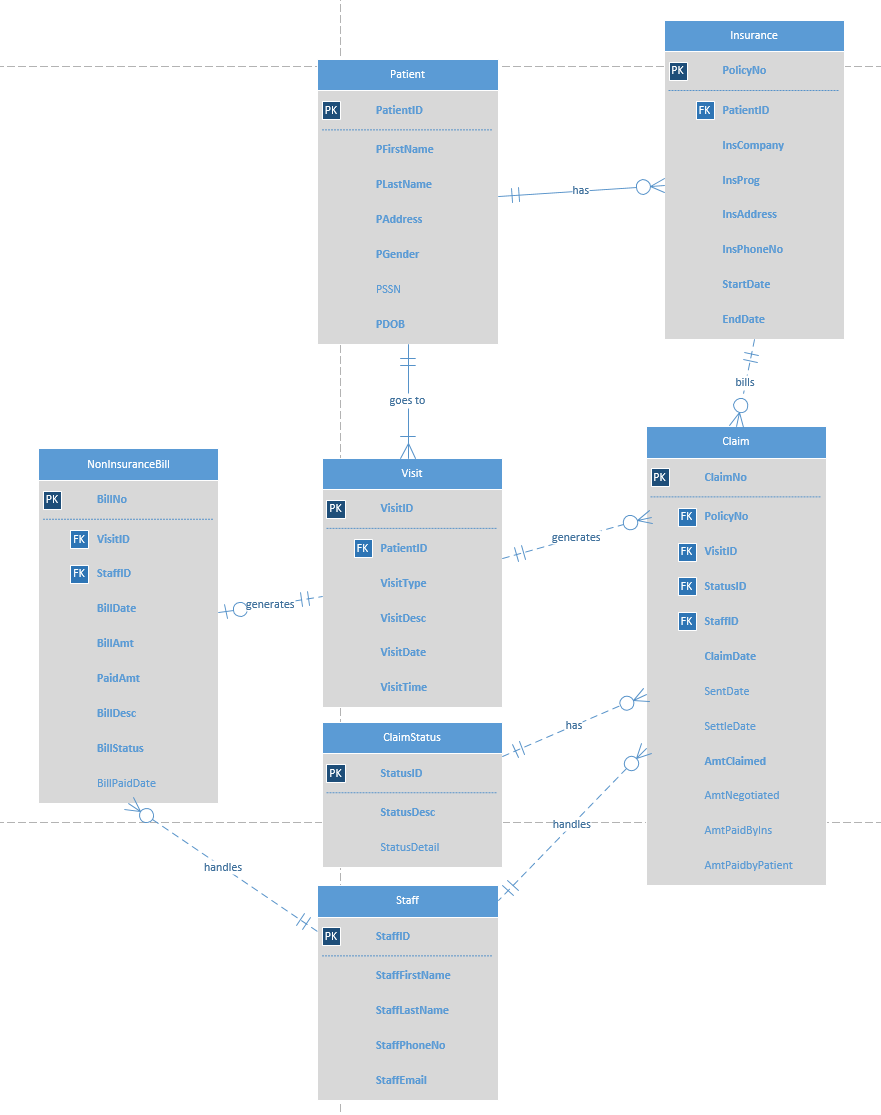 Patient
PK PatientID
PFirstName
PLastName
PAddress
PGender
PSSN
PDOB
has
Insurance
PK PolicyNo
FK PatientID
InsCompany
InsProg
InsAddress
InsPhoneNo
StartDate
EndDate
goes to
bills
NonInsuranceBill
PK BillNo
FK VisitID
FK StaffID
BillDate
BillAmt
PaidAmt
BillDesc
BillStatus
BillPaidDate
generates
Visit
PK VisitID
FK PatientID
VisitType
VisitDesc
VisitDate
VisitTime
generates
Claim
PK ClaimNo
FK PolicyNo
FK VisitID
FK StatusID
FK StaffID
ClaimDate
SentDate
SettleDate
AmtClaimed
AmtNegotiated
AmtPaidByIns
AmtPaidbyPatient
ClaimStatus
PK StatusID
StatusDesc
StatusDetail
has
handles
handles
Staff
PK StaffID
StaffFirstName
StaffLastName
StaffPhoneNo
StaffEmail